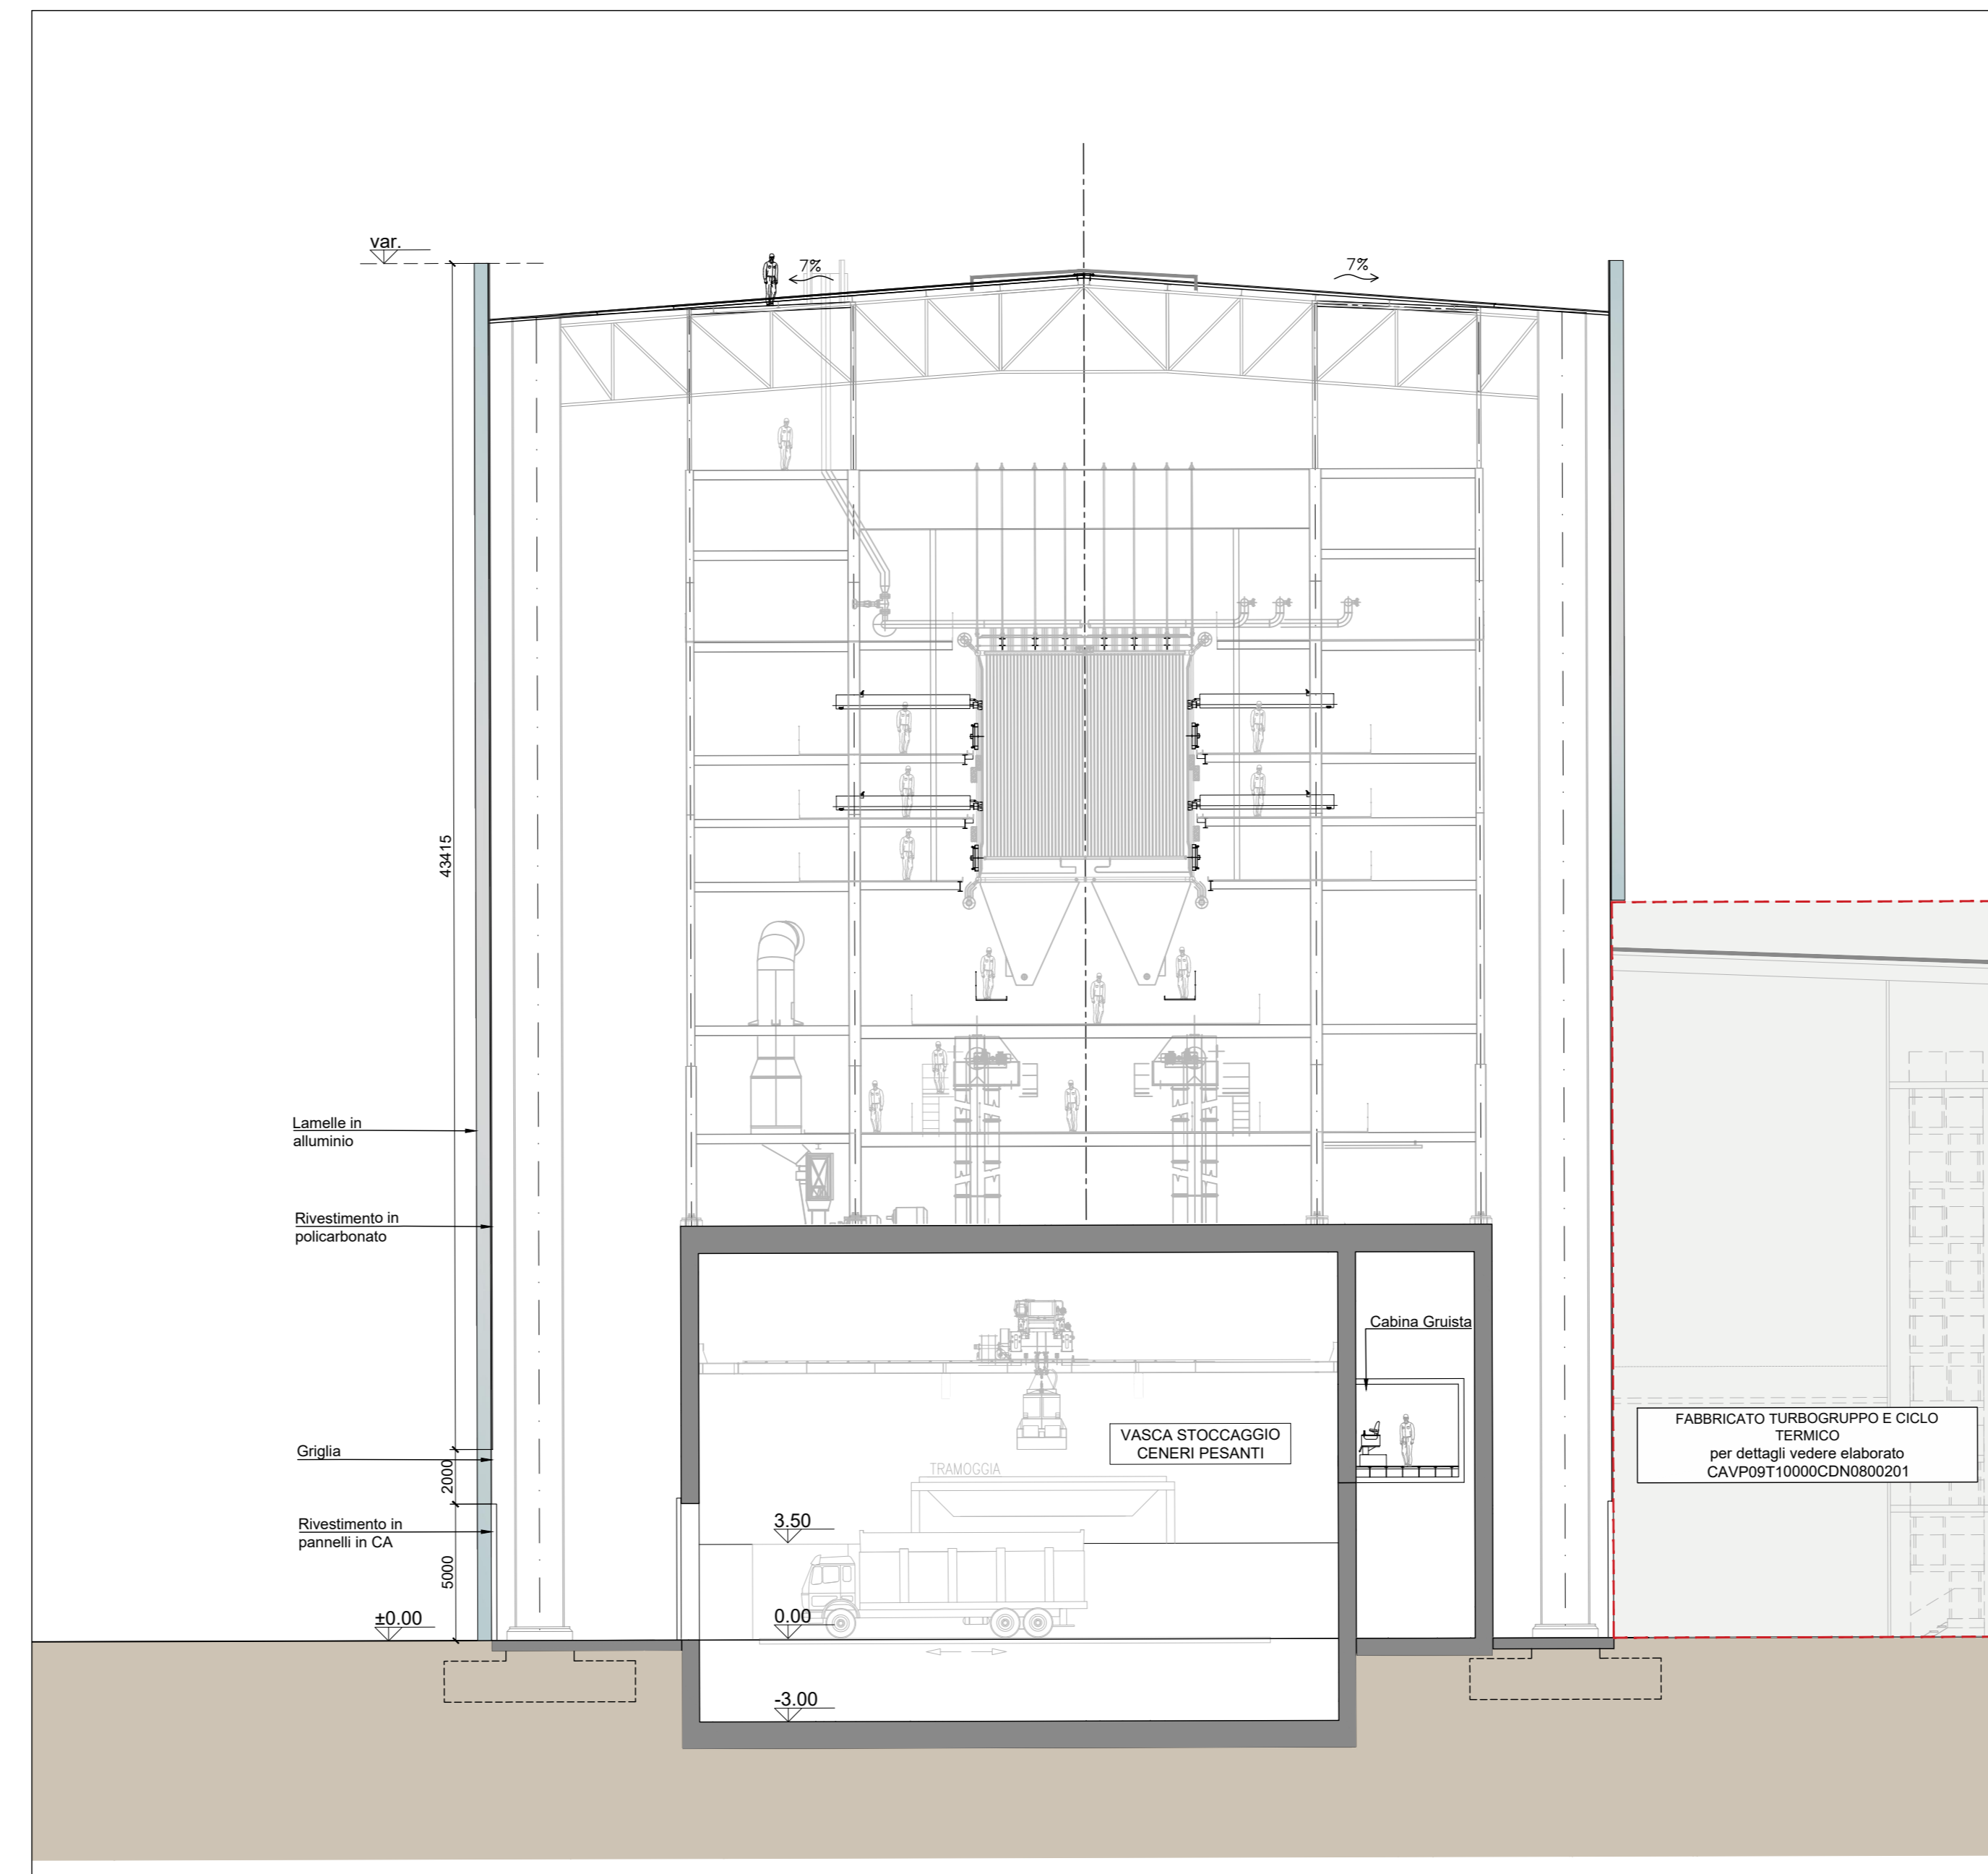 var.
7%
7%
43415
Lamelle in
alluminio
Rivestimento in
policarbonato
Cabina Gruista
VASCA STOCCAGGIO
CENERI PESANTI
FABBRICATO TURBOGRUPPO E CICLO
TERMICO
per dettagli vedere elaborato
CAVP09T10000CDN0800201
Griglia
2000
TRAMOGGIA
Rivestimento in
pannelli in CA
3.50
5000
±0.00
0.00
-3.00